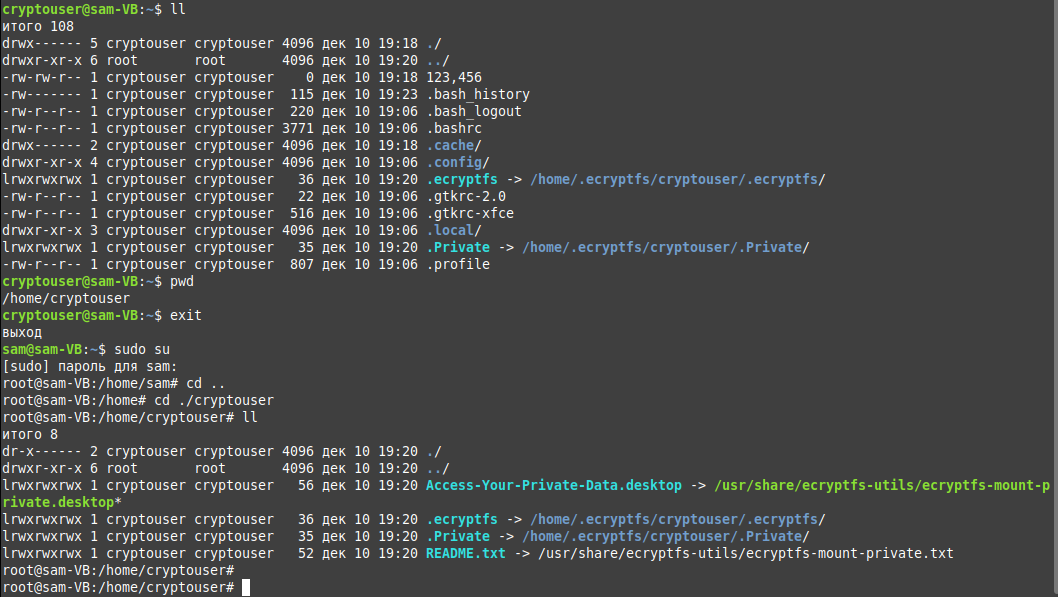 cryptouser@sam-VB:~$ ll
итого 108
drwx------ 5 cryptouser cryptouser 4096 дек 10 19:18 ./
drwxr-xr-x 6 root       root       4096 дек 10 19:20 ../
-rw-rw-r-- 1 cryptouser cryptouser    0 дек 10 19:18 123,456
-rw------- 1 cryptouser cryptouser  115 дек 10 19:23 .bash_history
-rw-r--r-- 1 cryptouser cryptouser  220 дек 10 19:06 .bash_logout
-rw-r--r-- 1 cryptouser cryptouser 3771 дек 10 19:06 .bashrc
drwx------ 2 cryptouser cryptouser 4096 дек 10 19:18 .cache/
drwxr-xr-x 4 cryptouser cryptouser 4096 дек 10 19:06 .config/
lrwxrwxrwx 1 cryptouser cryptouser   36 дек 10 19:20 .ecryptfs -> /home/.ecryptfs/cryptouser/.ecryptfs/
-rw-r--r-- 1 cryptouser cryptouser   22 дек 10 19:06 .gtkrc-2.0
-rw-r--r-- 1 cryptouser cryptouser  516 дек 10 19:06 .gtkrc-xfce
drwxr-xr-x 3 cryptouser cryptouser 4096 дек 10 19:06 .local/
lrwxrwxrwx 1 cryptouser cryptouser   35 дек 10 19:20 .Private -> /home/.ecryptfs/cryptouser/.Private/
-rw-r--r-- 1 cryptouser cryptouser  807 дек 10 19:06 .profile
cryptouser@sam-VB:~$ pwd
/home/cryptouser
cryptouser@sam-VB:~$ exit
выход
sam@sam-VB:~$ sudo su
[sudo] пароль для sam:
root@sam-VB:/home/sam# cd ..
root@sam-VB:/home# cd ./cryptouser
root@sam-VB:/home/cryptouser# ll
итого 8
dr-x------ 2 cryptouser cryptouser 4096 дек 10 19:20 ./
drwxr-xr-x 6 root       root       4096 дек 10 19:20 ../
lrwxrwxrwx 1 cryptouser cryptouser   56 дек 10 19:20 Access-Your-Private-Data.desktop -> /usr/share/ecryptfs-utils/ecryptfs-mount-p
rivate.desktop*
lrwxrwxrwx 1 cryptouser cryptouser   36 дек 10 19:20 .ecryptfs -> /home/.ecryptfs/cryptouser/.ecryptfs/
lrwxrwxrwx 1 cryptouser cryptouser   35 дек 10 19:20 .Private -> /home/.ecryptfs/cryptouser/.Private/
lrwxrwxrwx 1 cryptouser cryptouser   52 дек 10 19:20 README.txt -> /usr/share/ecryptfs-utils/ecryptfs-mount-private.txt
root@sam-VB:/home/cryptouser#
root@sam-VB:/home/cryptouser#